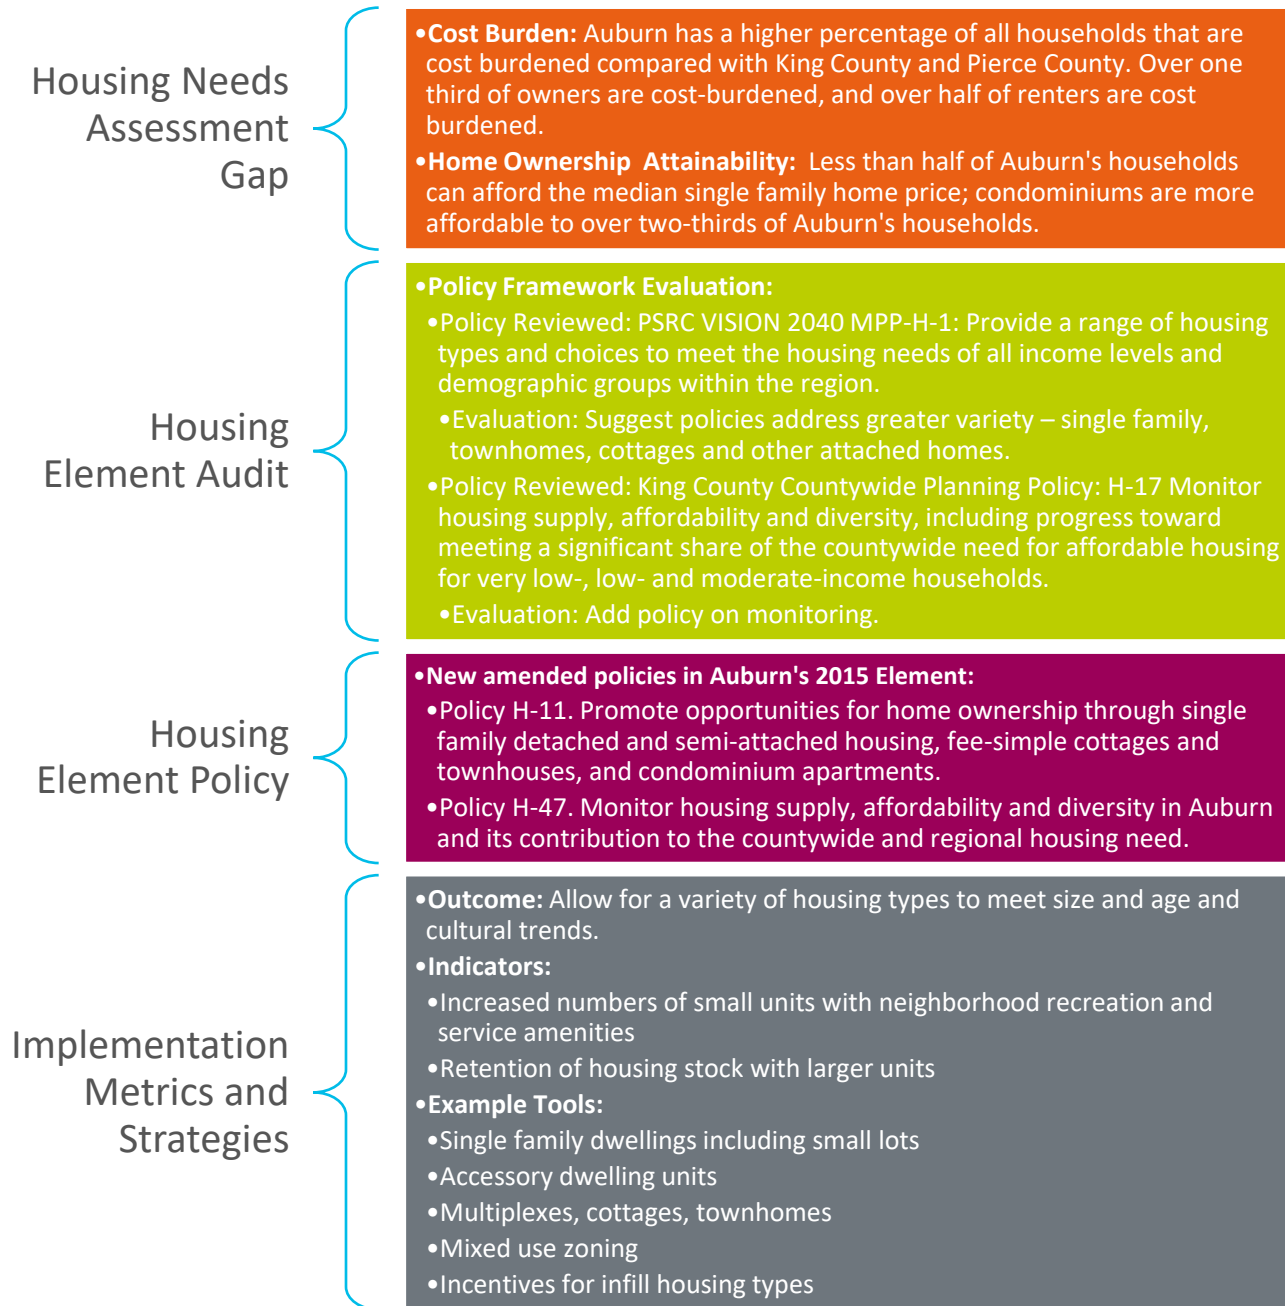 Housing Needs
Assessment
Gap
•Cost Burden: Auburn has a higher percentage of all households that are
cost burdened compared with King County and Pierce County. Over one
third of owners are cost-burdened, and over half of renters are cost
burdened.
•Home Ownership Attainability: Less than half of Auburn's households
can afford the median single family home price; condominiums are more
affordable to over two-thirds of Auburn's households.
Housing
Element Audit
•Policy Framework Evaluation:
•Policy Reviewed: PSRC VISION 2040 MPP-H-1: Provide a range of housing
types and choices to meet the housing needs of all income levels and
demographic groups within the region.
•Evaluation: Suggest policies address greater variety – single family,
townhomes, cottages and other attached homes.
•Policy Reviewed: King County Countywide Planning Policy: H-17 Monitor
housing supply, affordability and diversity, including progress toward
meeting a significant share of the countywide need for affordable housing
for very low-, low- and moderate-income households.
•Evaluation: Add policy on monitoring.
Housing
Element Policy
•New amended policies in Auburn's 2015 Element:
•Policy H-11. Promote opportunities for home ownership through single
family detached and semi-attached housing, fee-simple cottages and
townhouses, and condominium apartments.
•Policy H-47. Monitor housing supply, affordability and diversity in Auburn
and its contribution to the countywide and regional housing need.
Implementation
Metrics and
Strategies
•Outcome: Allow for a variety of housing types to meet size and age and
cultural trends.
•Indicators:
•Increased numbers of small units with neighborhood recreation and
service amenities
•Retention of housing stock with larger units
•Example Tools:
•Single family dwellings including small lots
•Accessory dwelling units
•Multiplexes, cottages, townhomes
•Mixed use zoning
•Incentives for infill housing types